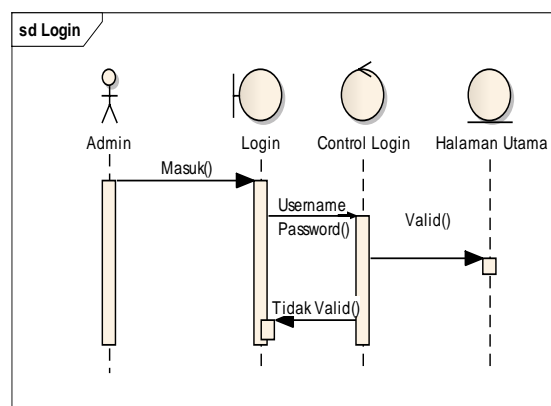 sd Login
Admin
Login
Control Login
Halaman Utama
Masuk()
Username
Password()
Valid()
Tidak Valid()